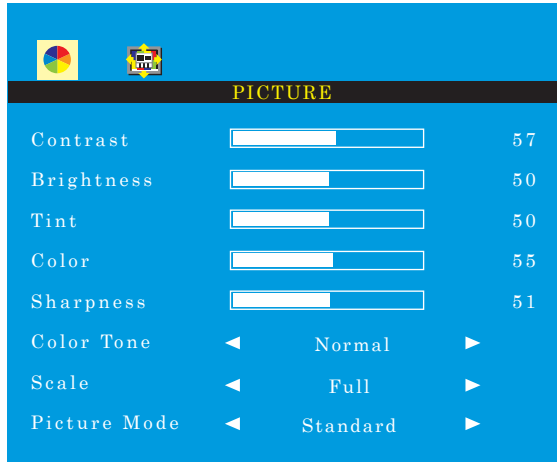 PICTURE
Contrast 57
Brightness 50
Tint 50
Color 55
Sharpness 51
Color Tone Normal
Scale Full
Picture Mode Standard